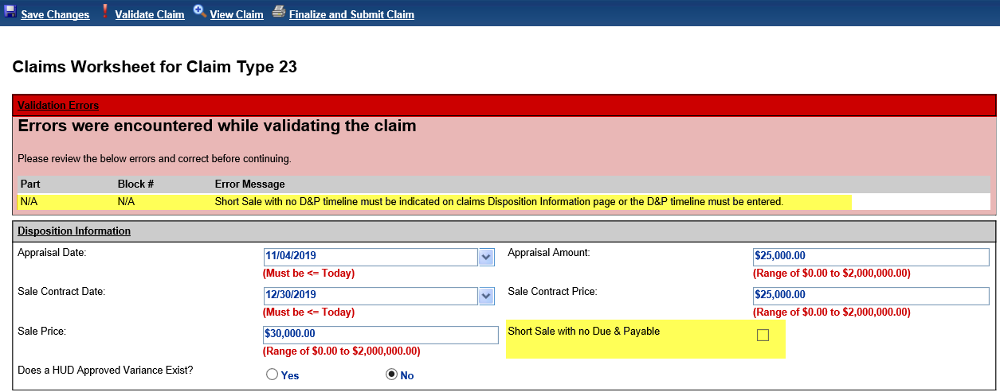 Save Changes Validate Claim View Claim Finalize and Submit Claim
Claims Worksheet for Claim Type 23
Validation Errors
Errors were encountered while validating the claim
Please review the below errors and correct before continuing.
Part Block # Error Message
N/A N/A Short Sale with no D&P timeline must be indicated on claims Disposition Information page or the D&P timeline must be entered.
Disposition Information
Appraisal Date: 11/04/2019 Appraisal Amount: $25,000.00
(Must be <= Today) (Range of $0.00 to $2,000,000.00)
Sale Contract Date: 12/30/2019 Sale Contract Price: $25,000.00
(Must be <= Today) (Range of $0.00 to $2,000,000.00)
Sale Price: $30,000.00 Short Sale with no Due & Payable
(Range of $0.00 to $2,000,000.00)
Does a HUD Approved Variance Exist? Yes No